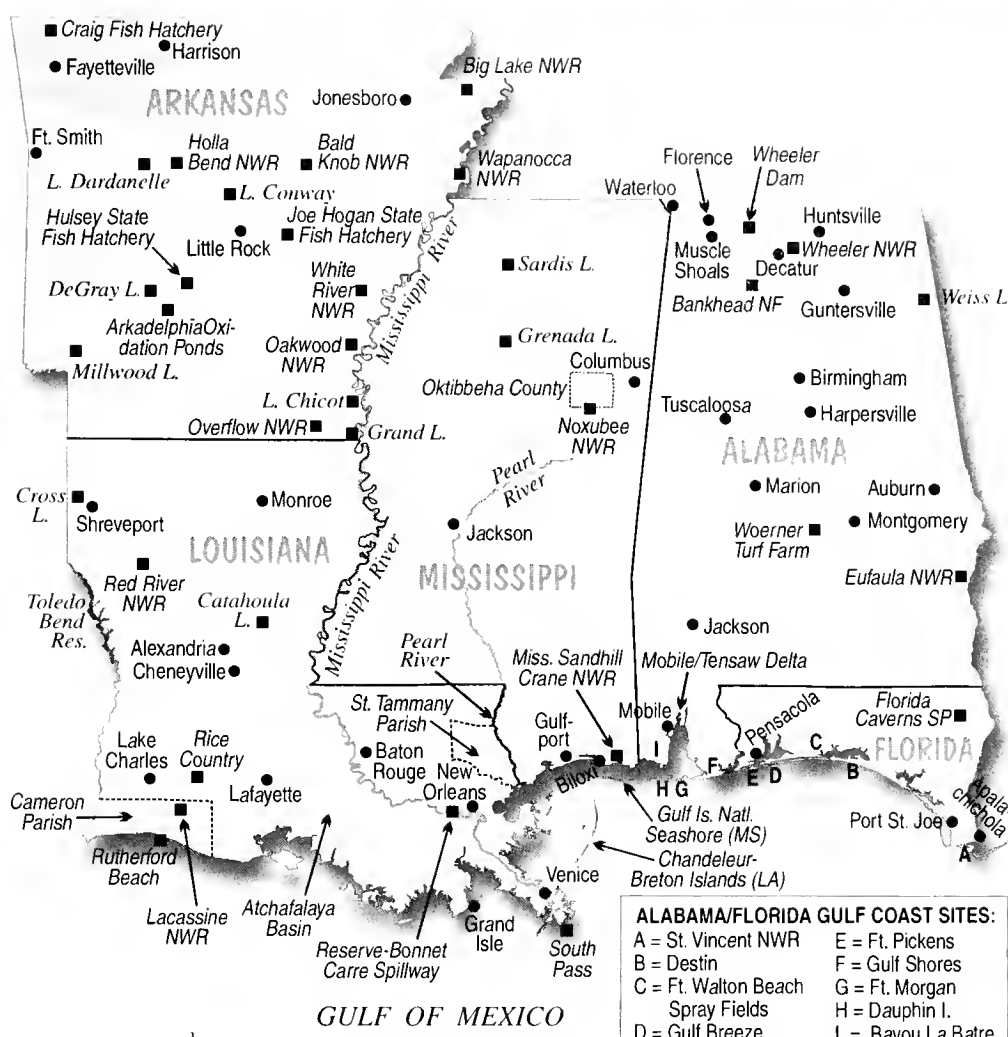 Craig Fish Hatchery
Harrison
Fayetteville
Big Lake NWR
ARKANSAS
Jonesboro
Ft. Smith
Holla
Bend NWR
Bald
Knob NWR
L. Dardanelle
Wapanocca
NWR
L. Conway
Hulsey State
Fish Hatchery
Joe Hogan State
Fish Hatchery
Little Rock
DeGray L.
White
River
NWR
Mississippi River
ArkadelphiaOxi-
dation Ponds
Oakwood
NWR
Millwood L.
L. Chicot
Overflow NWR
Grand L.
Waterloo
Florence
Wheeler
Dam
Huntsville
Muscle
Shoals
Wheeler NWR
Decatur
Sardis L.
Bankhead NF
Guntersville
Weiss L.
Grenada L.
Columbus
Oktibbeha County
Birmingham
Tuscaloosa
Harpersville
Noxubee
NWR
ALABAMA
Pearl
River
Marion
Auburn
Cross
L.
Shreveport
Monroe
Jackson
Woerner
Turf Farm
Montgomery
LOUISIANA
Mississippi River
MISSISSIPPI
Red River
NWR
Eufaula NWR
Toledo
Bend
Res.
Catahoula
L.
Jackson
Alexandria
Cheneyville
Pearl
River
Miss. Sandhill
Crane NWR
Mobile/Tensaw Delta
St. Tammany
Parish
Gulf-
port
Mobile
Pensacola
Florida
Caverns SP
FLORIDA
Lake
Charles
Rice
Country
Lafayette
Baton
Rouge
New
Orleans
Biloxi
I
H
G
F
E
D
C
B
Cameron
Parish
Gulf Is. Natl.
Seashore (MS)
Port St. Joe
Apala-
chicola
A
Rutherford
Beach
Chandeleur-
Breton Islands (LA)
Lacassine
NWR
Atchafalaya
Basin
Reserve-Bonnet
Carre Spillway
Grand
Isle
Venice
South
Pass
GULF OF MEXICO
ALABAMA/FLORIDA GULF COAST SITES:
A = St. Vincent NWR
B = Destin
C = Ft. Walton Beach
Spray Fields
D = Gulf Breeze
E = Ft. Pickens
F = Gulf Shores
G = Ft. Morgan
H = Dauphin I.
I = Bayou La Batre